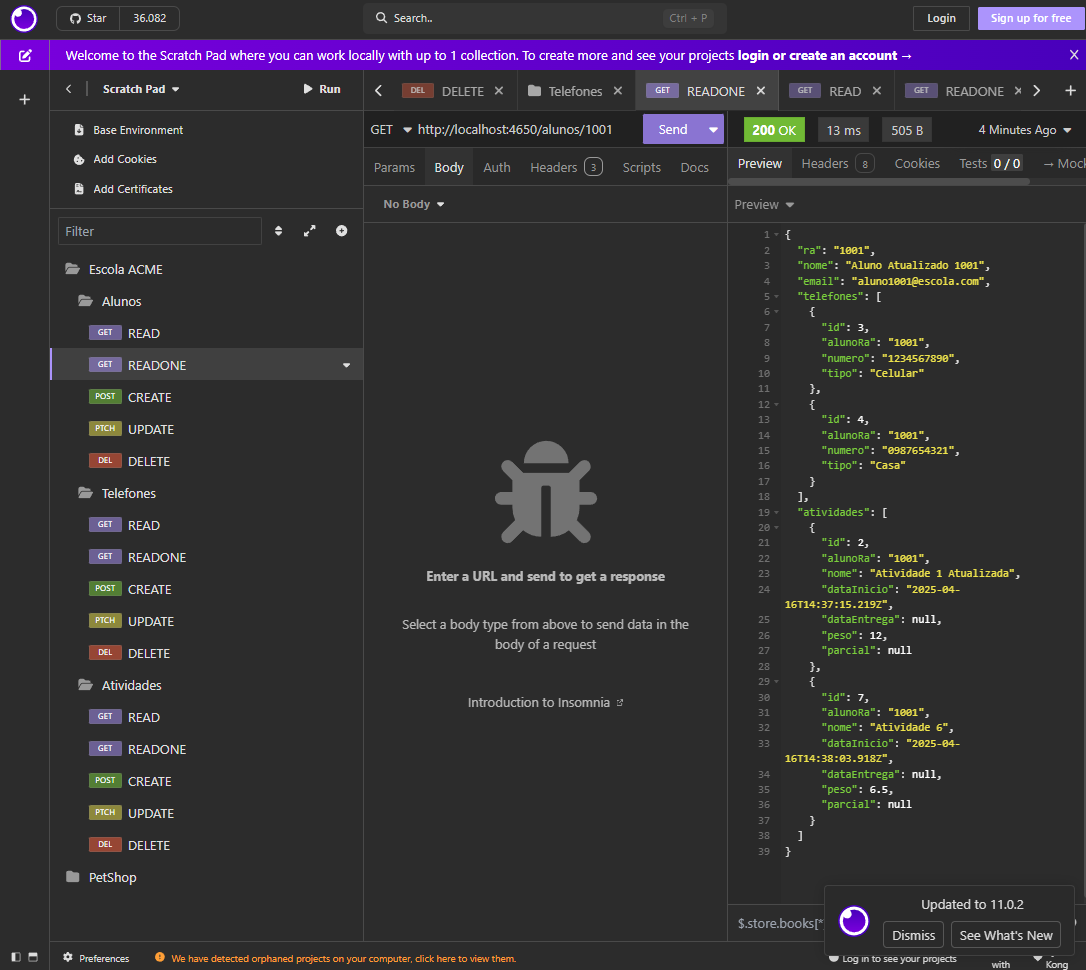 Star 36.082
Search.. Ctrl + P
Login Sign up for free
Welcome to the Scratch Pad where you can work locally with up to 1 collection. To create more and see your projects login or create an account →
Scratch Pad
Run
Base Environment
Add Cookies
Add Certificates
Filter
Escola ACME
Alunos
GET READ
GET READONE
POST CREATE
PTCH UPDATE
DEL DELETE
Telefones
GET READ
GET READONE
POST CREATE
PTCH UPDATE
DEL DELETE
Atividades
GET READ
GET READONE
POST CREATE
PTCH UPDATE
DEL DELETE
PetShop
DEL DELETE Telefones GET READONE GET READ GET READONE
GET http://localhost:4650/alunos/1001 Send
Params Body Auth Headers 3 Scripts Docs
No Body
Enter a URL and send to get a response
Select a body type from above to send data in the
body of a request
Introduction to Insomnia
200 OK 13 ms 505 B 4 Minutes Ago
Preview Headers 8 Cookies Tests 0 / 0 → Mock
Preview
1 {
2 "ra": "1001",
3 "nome": "Aluno Atualizado 1001",
4 "email": "aluno1001@escola.com",
5 "telefones": [
6 {
7 "id": 3,
8 "alunoRa": "1001",
9 "numero": "1234567890",
10 "tipo": "Celular"
11 },
12 {
13 "id": 4,
14 "alunoRa": "1001",
15 "numero": "0987654321",
16 "tipo": "Casa"
17 }
18 ],
19 "atividades": [
20 {
21 "id": 2,
22 "alunoRa": "1001",
23 "nome": "Atividade 1 Atualizada",
24 "dataInicio": "2025-04-
16T14:37:15.219Z",
25 "dataEntrega": null,
26 "peso": 12,
27 "parcial": null
28 },
29 {
30 "id": 7,
31 "alunoRa": "1001",
32 "nome": "Atividade 6",
33 "dataInicio": "2025-04-
16T14:38:03.918Z",
34 "dataEntrega": null,
35 "peso": 6.5,
36 "parcial": null
37 }
38 ]
39 }
$.store.books[*
Updated to 11.0.2
Dismiss See What's New
Preferences
We have detected orphaned projects on your computer, click here to view them.
Log in to see your projects
with Kong